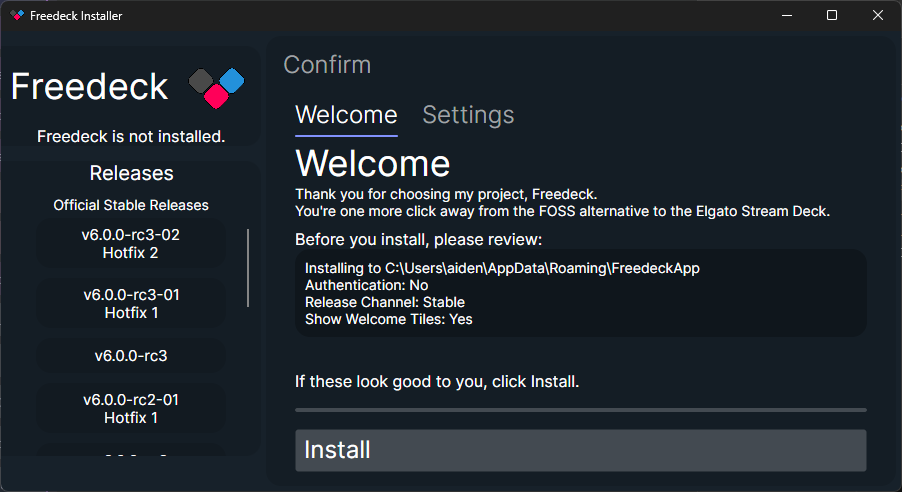 Freedeck Installer
Freedeck
Freedeck is not installed.
Releases
Official Stable Releases
v6.0.0-rc3-02
Hotfix 2
v6.0.0-rc3-01
Hotfix 1
v6.0.0-rc3
v6.0.0-rc2-01
Hotfix 1
Confirm
Welcome Settings
Welcome
Thank you for choosing my project, Freedeck.
You're one more click away from the FOSS alternative to the Elgato Stream Deck.
Before you install, please review:
Installing to C:\Users\aiden\AppData\Roaming\FreedeckApp
Authentication: No
Release Channel: Stable
Show Welcome Tiles: Yes
If these look good to you, click Install.
Install